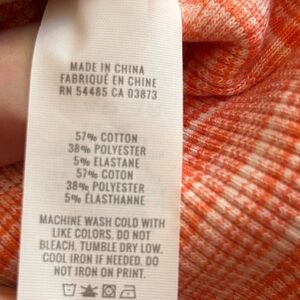 MADE IN CHINA
FABRIQUÉ EN CHINE
RN 54485 CA 03873
57% COTTON
38% POLYESTER
5% ELASTANE
57% COTON
38% POLYESTER
5% ÉLASTHANNE
MACHINE WASH COLD WITH
LIKE COLORS. DO NOT
BLEACH. TUMBLE DRY LOW.
COOL IRON IF NEEDED. DO
NOT IRON ON PRINT.